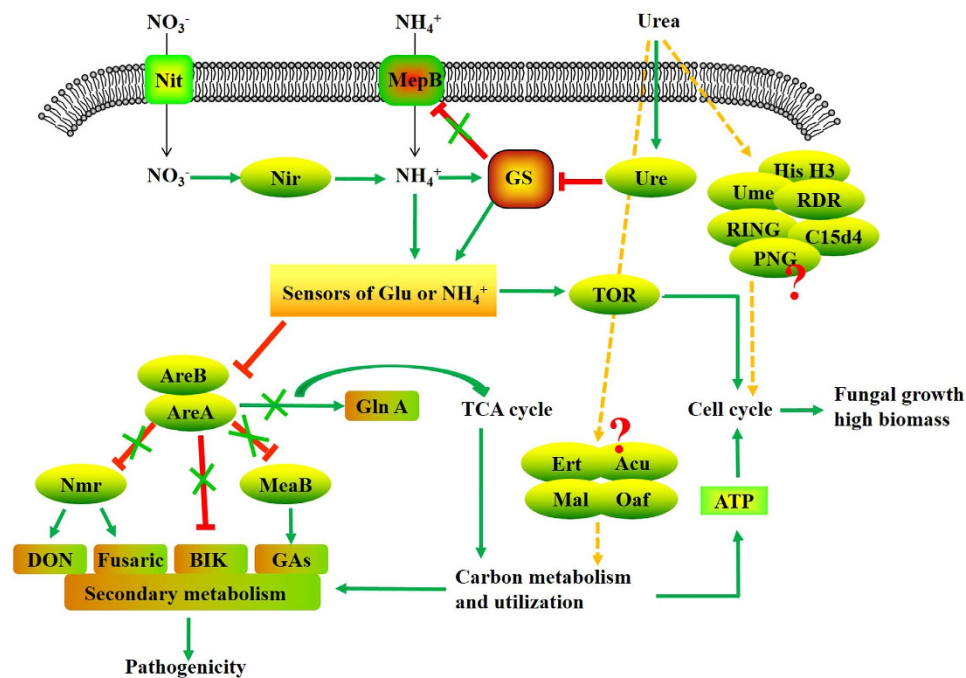 NO₃⁻
NH₄⁺
Urea
Nit
MepB
NO₃⁻
Nir
NH₄⁺
GS
Ure
His H3
Ume
RDR
RING
C15d4
PNG
?
Sensors of Glu or NH₄⁺
TOR
AreB
AreA
Gln A
TCA cycle
Cell cycle
Fungal growth
high biomass
?
Ert
Acu
Nmr
MeaB
Mal
Oaf
ATP
DON
Fusaric
BIK
GAs
Secondary metabolism
Carbon metabolism
and utilization
Pathogenicity